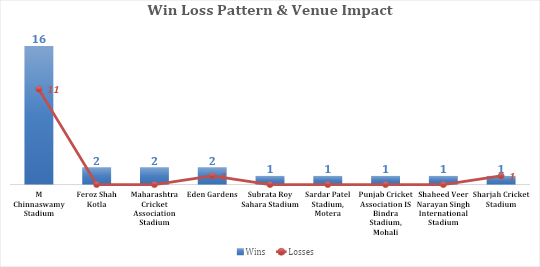 Win Loss Pattern & Venue Impact
16
11
2
2
2
1
1
1
1
1
1
1
M
Chinnaswamy
Stadium
Feroz Shah
Kotla
Maharashtra
Cricket
Association
Stadium
Eden Gardens
Subrata Roy
Sahara Stadium
Sardar Patel
Stadium,
Motera
Punjab Cricket
Association IS
Bindra
Stadium,
Mohali
Shaheed Veer
Narayan Singh
International
Stadium
Sharjah Cricket
Stadium
Wins
Losses